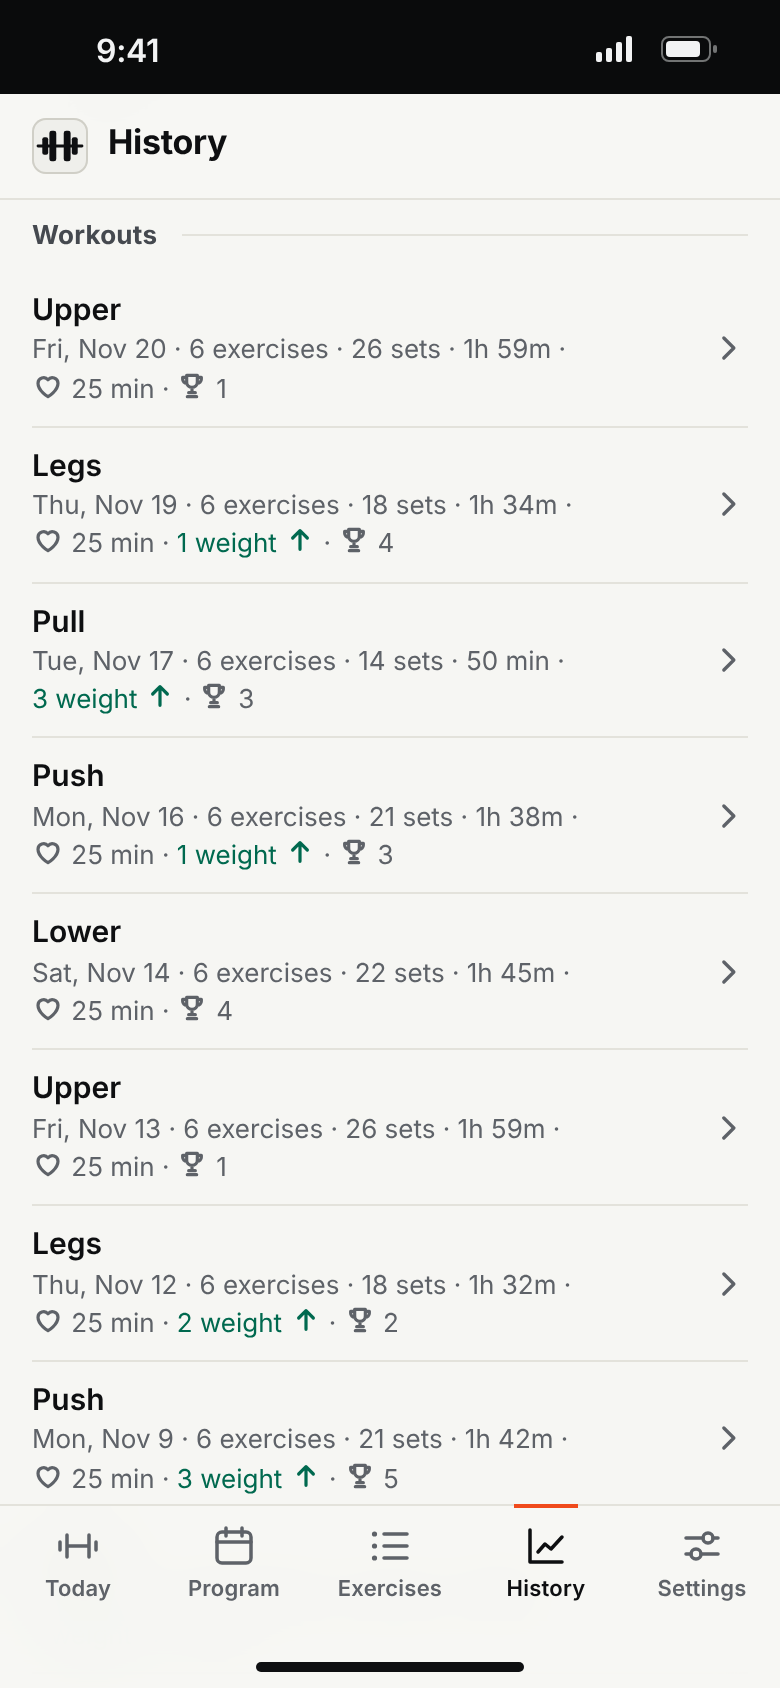 9:41
History
Workouts
Upper
Fri, Nov 20 · 6 exercises · 26 sets · 1h 59m ·
25 min · 1
Legs
Thu, Nov 19 · 6 exercises · 18 sets · 1h 34m ·
25 min · 1 weight ↑ · 4
Pull
Tue, Nov 17 · 6 exercises · 14 sets · 50 min ·
3 weight ↑ · 3
Push
Mon, Nov 16 · 6 exercises · 21 sets · 1h 38m ·
25 min · 1 weight ↑ · 3
Lower
Sat, Nov 14 · 6 exercises · 22 sets · 1h 45m ·
25 min · 4
Upper
Fri, Nov 13 · 6 exercises · 26 sets · 1h 59m ·
25 min · 1
Legs
Thu, Nov 12 · 6 exercises · 18 sets · 1h 32m ·
25 min · 2 weight ↑ · 2
Push
Mon, Nov 9 · 6 exercises · 21 sets · 1h 42m ·
25 min · 3 weight ↑ · 5
Today Program Exercises History Settings